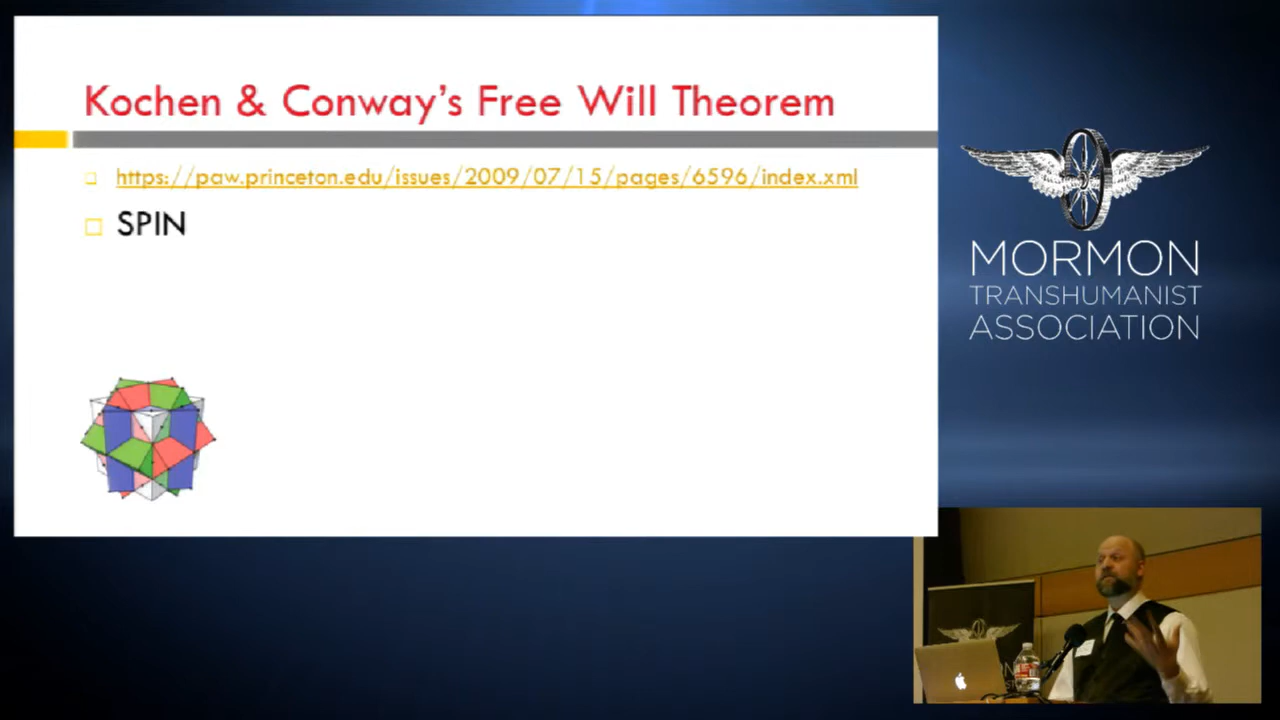 Kochen & Conway's Free Will Theorem
https://paw.princeton.edu/issues/2009/07/15/pages/6596/index.xml
SPIN
MORMON
TRANSHUMANIST
ASSOCIATION